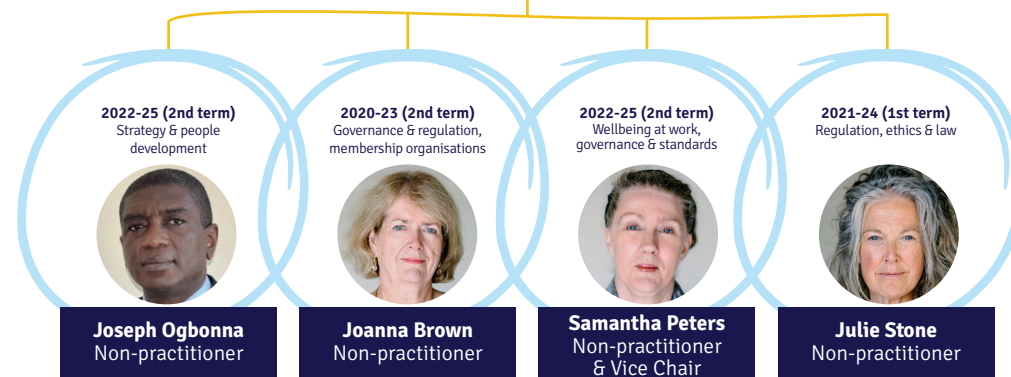 2022-25 (2nd term)
Strategy & people
development
Joseph Ogbonna
Non-practitioner
2020-23 (2nd term)
Governance & regulation,
membership organisations
Joanna Brown
Non-practitioner
2022-25 (2nd term)
Wellbeing at work,
governance & standards
Samantha Peters
Non-practitioner
& Vice Chair
2021-24 (1st term)
Regulation, ethics & law
Julie Stone
Non-practitioner